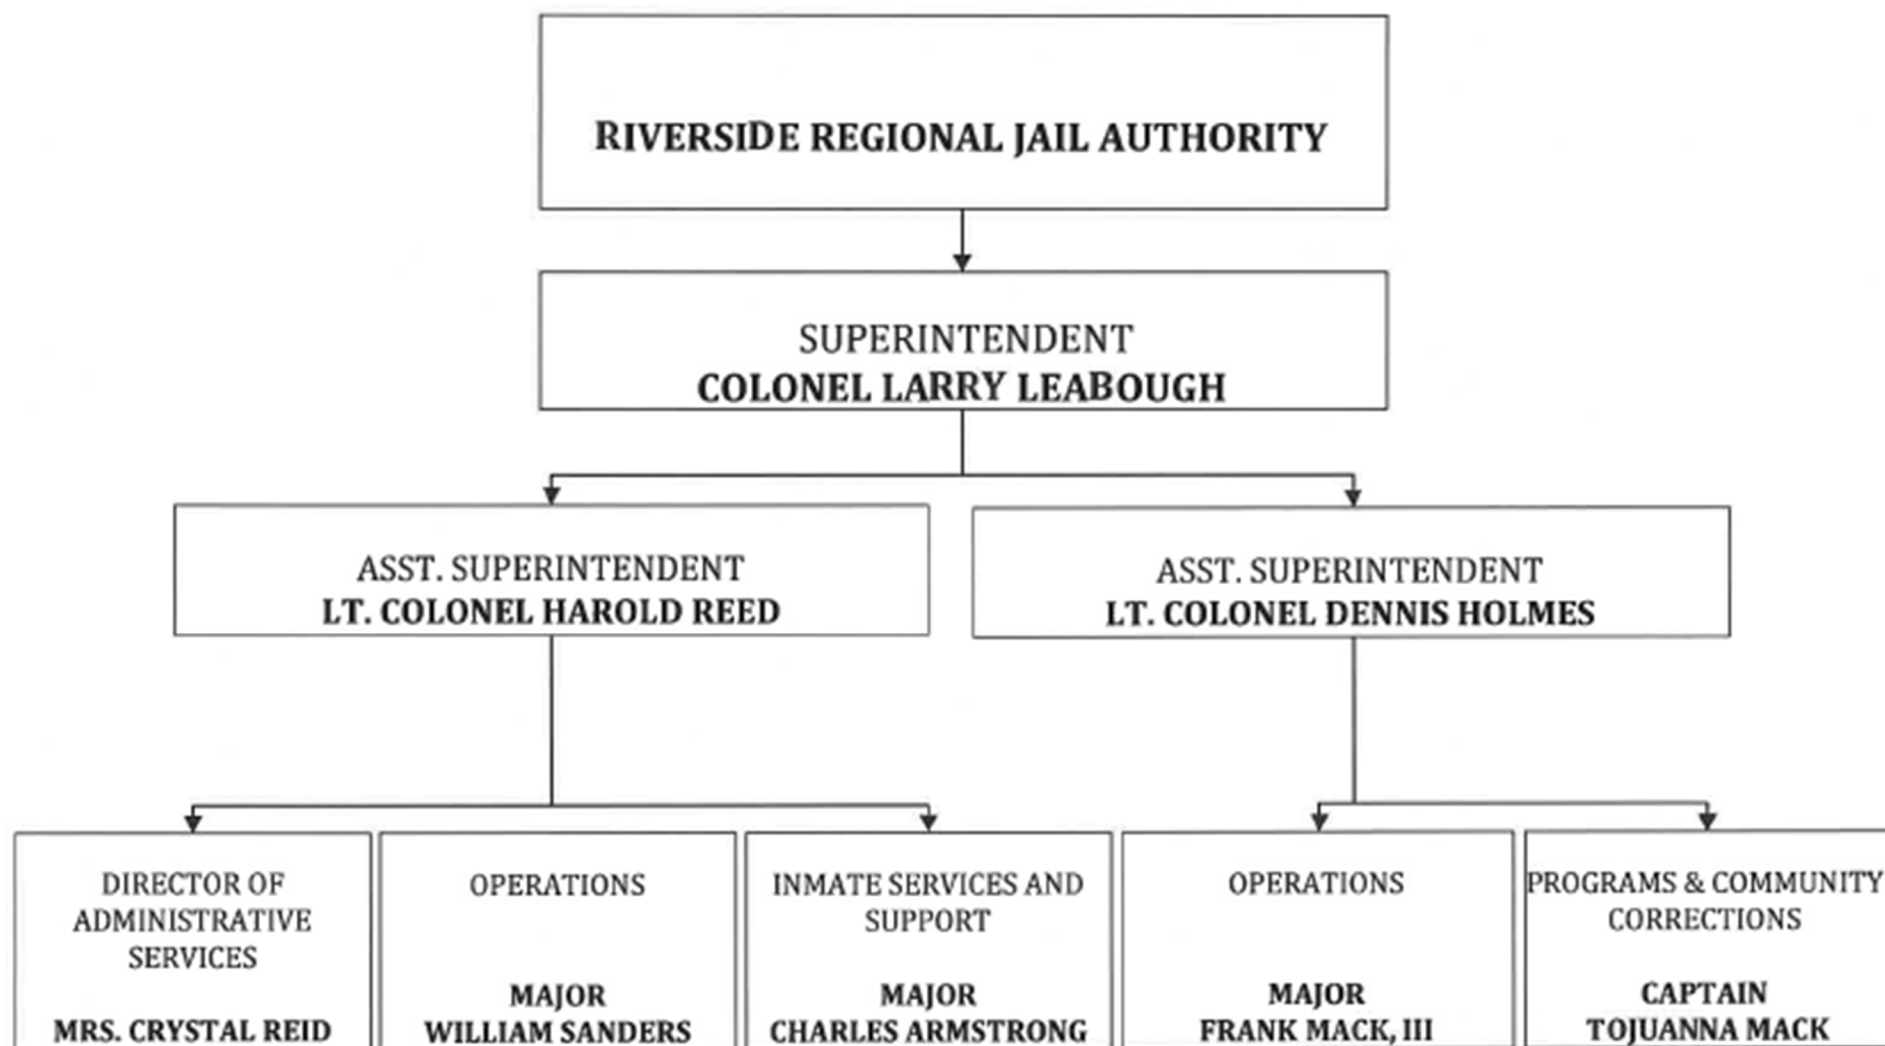 RIVERSIDE REGIONAL JAIL AUTHORITY
SUPERINTENDENT
COLONEL LARRY LEABOUGH
ASST. SUPERINTENDENT
LT. COLONEL HAROLD REED
ASST. SUPERINTENDENT
LT. COLONEL DENNIS HOLMES
DIRECTOR OF
ADMINISTRATIVE
SERVICES
MRS. CRYSTAL REID
OPERATIONS
MAJOR
WILLIAM SANDERS
INMATE SERVICES AND
SUPPORT
MAJOR
CHARLES ARMSTRONG
OPERATIONS
MAJOR
FRANK MACK, III
PROGRAMS & COMMUNITY
CORRECTIONS
CAPTAIN
TOJUANNA MACK